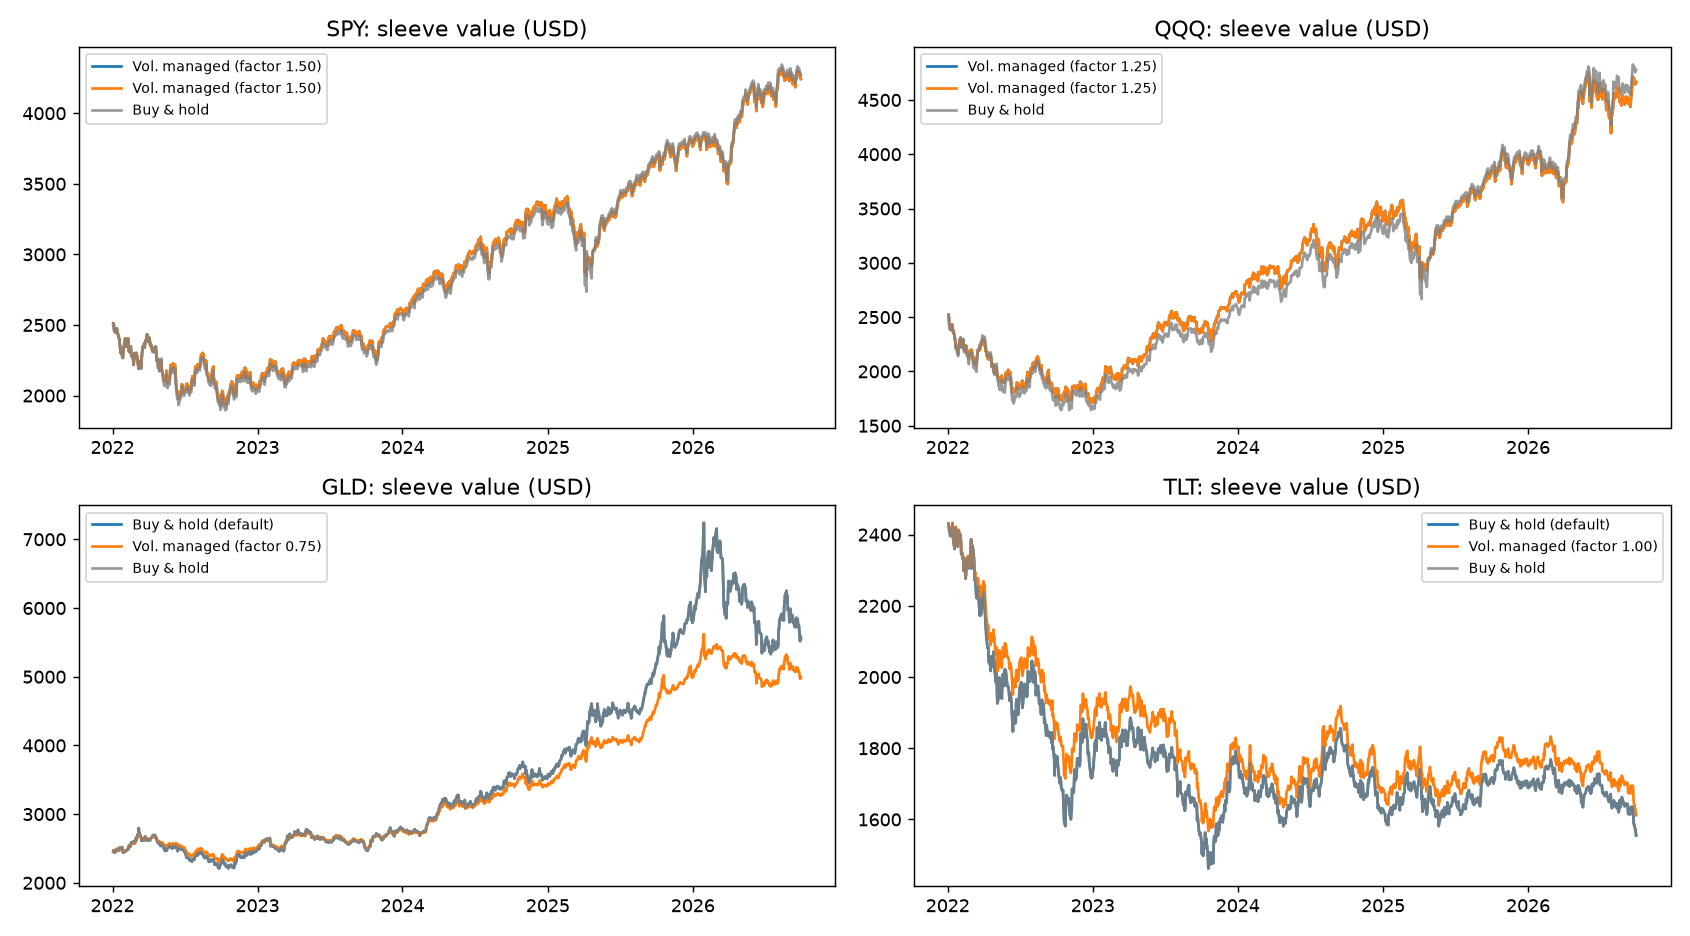 SPY: sleeve value (USD)
Vol. managed (factor 1.50)
Vol. managed (factor 1.50)
Buy & hold
4000
3500
3000
2500
2000
2022
2023
2024
2025
2026
QQQ: sleeve value (USD)
Vol. managed (factor 1.25)
Vol. managed (factor 1.25)
Buy & hold
4500
4000
3500
3000
2500
2000
1500
2022
2023
2024
2025
2026
GLD: sleeve value (USD)
Buy & hold (default)
Vol. managed (factor 0.75)
Buy & hold
7000
6000
5000
4000
3000
2000
2022
2023
2024
2025
2026
TLT: sleeve value (USD)
Buy & hold (default)
Vol. managed (factor 1.00)
Buy & hold
2400
2200
2000
1800
1600
2022
2023
2024
2025
2026